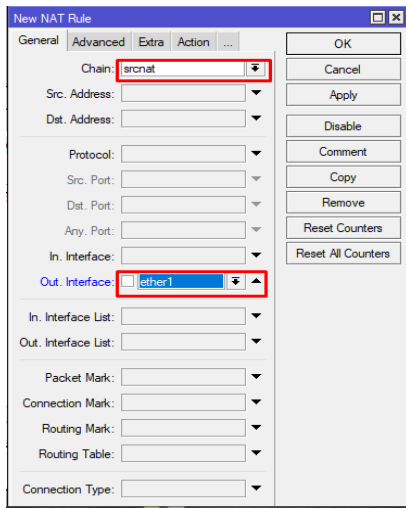 New NAT Rule
General Advanced Extra Action ...
OK
Chain: srcnat
Cancel
Src. Address:
Apply
Dst. Address:
Disable
Protocol:
Comment
Src. Port:
Copy
Dst. Port:
Remove
Any. Port:
Reset Counters
In. Interface:
Reset All Counters
Out. Interface: ether1
In. Interface List:
Out. Interface List:
Packet Mark:
Connection Mark:
Routing Mark:
Routing Table:
Connection Type: